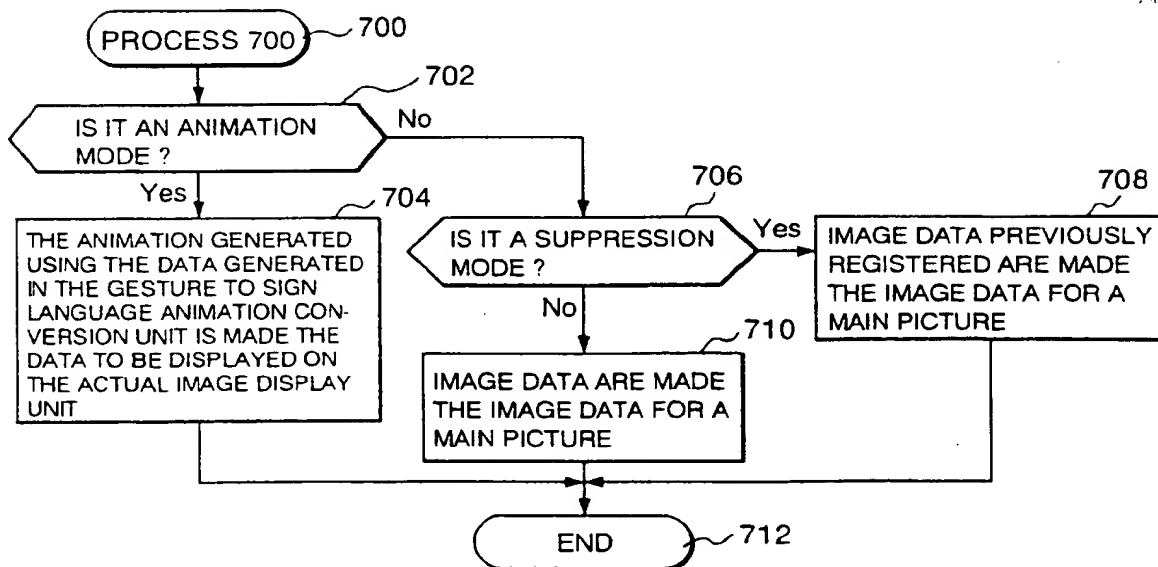 PROCESS 700
700
702
IS IT AN ANIMATION
MODE ?
No
Yes
704
THE ANIMATION GENERATED
USING THE DATA GENERATED
IN THE GESTURE TO SIGN
LANGUAGE ANIMATION CON-
VERSION UNIT IS MADE THE
DATA TO BE DISPLAYED ON
THE ACTUAL IMAGE DISPLAY
UNIT
706
IS IT A SUPPRESSION
MODE ?
Yes
708
IMAGE DATA PREVIOUSLY
REGISTERED ARE MADE
THE IMAGE DATA FOR A
MAIN PICTURE
No
710
IMAGE DATA ARE MADE
THE IMAGE DATA FOR A
MAIN PICTURE
END
712